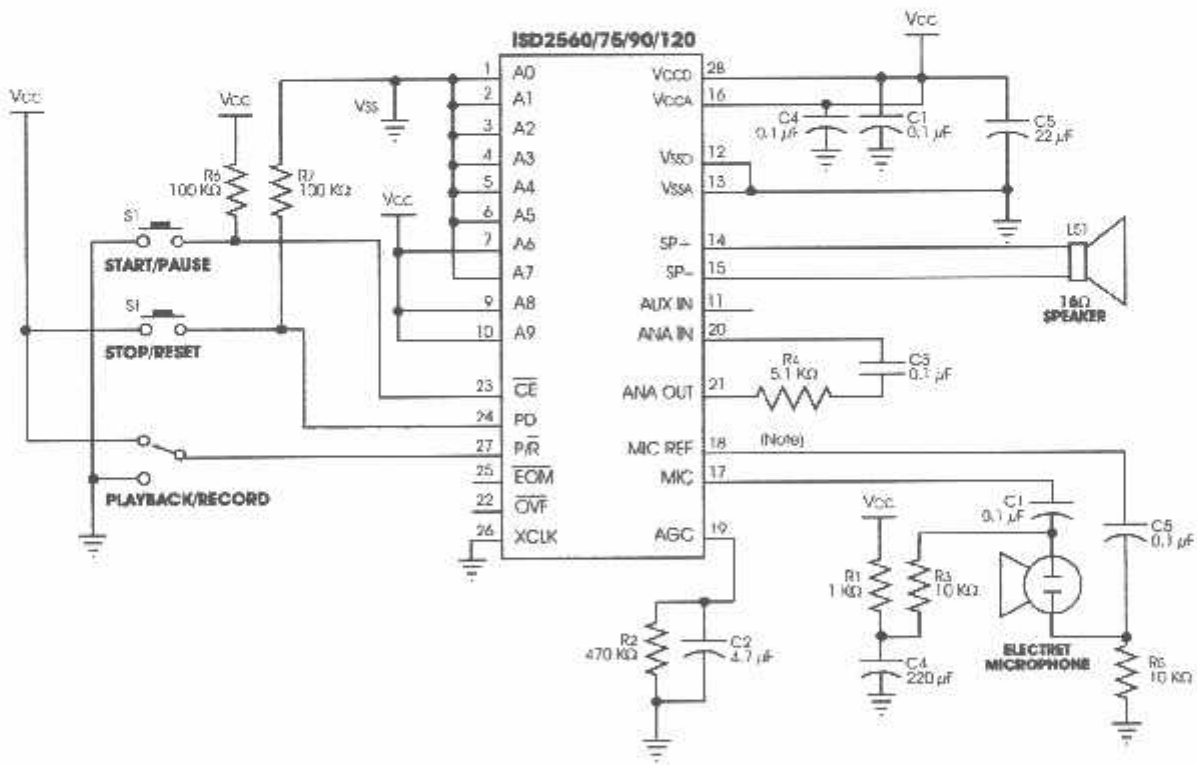 ISD2560/75/90/120
VCC
VCC
VCC
VSS
R6
100 KΩ
R7
100 KΩ
VCC
S1
START/PAUSE
S1
STOP/RESET
PLAYBACK/RECORD
1 A0
2 A1
3 A2
4 A3
5 A4
6 A5
7 A6
A7
9 A8
10 A9
23 CE
24 PD
27 P/R
25 EOM
22 OVF
26 XCLK
VCCD 28
VCCA 16
VSSD 12
VSSA 13
SP+ 14
SP- 15
AUX IN 11
ANA IN 20
ANA OUT 21
MIC REF 18 (Note)
MIC 17
AGC 19
C4
0.1 µF
C1
0.1 µF
C5
22 µF
LS1
16Ω
SPEAKER
R4
5.1 KΩ
C3
0.1 µF
VCC
C1
0.1 µF
C5
0.1 µF
R1
1 KΩ
R3
10 KΩ
ELECTRET
MICROPHONE
C4
220 µF
R5
10 KΩ
R2
470 KΩ
C2
4.7 µF